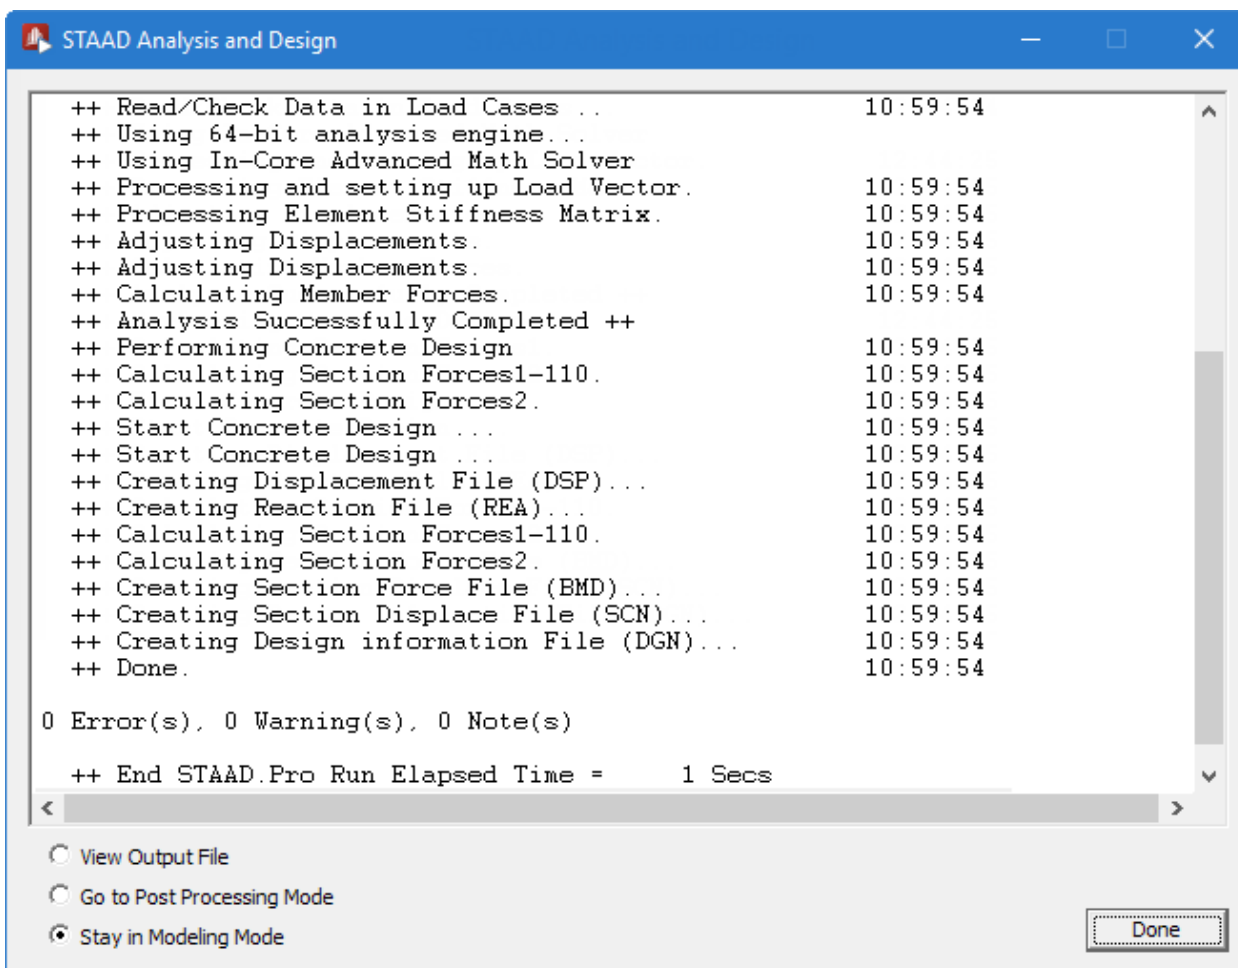 STAAD Analysis and Design
++ Read/Check Data in Load Cases .. 10:59:54
++ Using 64-bit analysis engine...
++ Using In-Core Advanced Math Solver
++ Processing and setting up Load Vector. 10:59:54
++ Processing Element Stiffness Matrix. 10:59:54
++ Adjusting Displacements. 10:59:54
++ Adjusting Displacements. 10:59:54
++ Calculating Member Forces. 10:59:54
++ Analysis Successfully Completed ++
++ Performing Concrete Design 10:59:54
++ Calculating Section Forces1-110. 10:59:54
++ Calculating Section Forces2. 10:59:54
++ Start Concrete Design ... 10:59:54
++ Start Concrete Design ... 10:59:54
++ Creating Displacement File (DSP)... 10:59:54
++ Creating Reaction File (REA)... 10:59:54
++ Calculating Section Forces1-110. 10:59:54
++ Calculating Section Forces2. 10:59:54
++ Creating Section Force File (BMD)... 10:59:54
++ Creating Section Displace File (SCN)... 10:59:54
++ Creating Design information File (DGN)... 10:59:54
++ Done. 10:59:54
0 Error(s), 0 Warning(s), 0 Note(s)
++ End STAAD.Pro Run Elapsed Time = 1 Secs
View Output File
Go to Post Processing Mode
Stay in Modeling Mode
Done